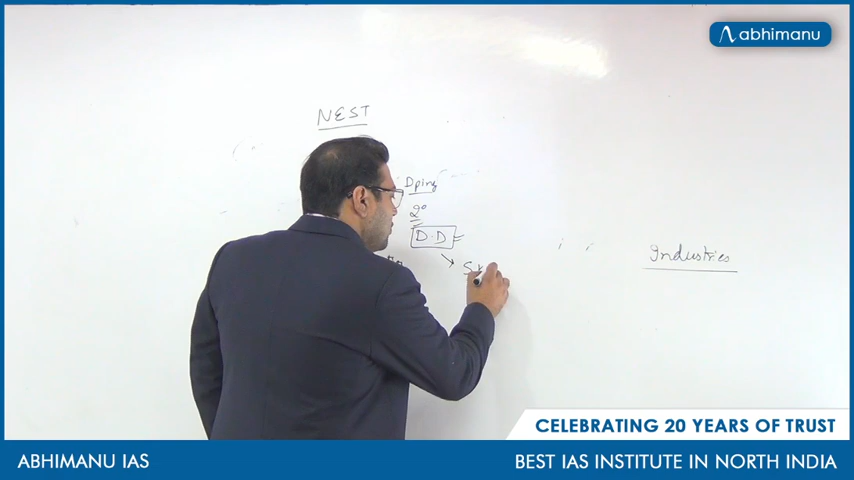 abhimanu
NEST
Dping
2°
D.D
Industries
CELEBRATING 20 YEARS OF TRUST
ABHIMANU IAS
BEST IAS INSTITUTE IN NORTH INDIA